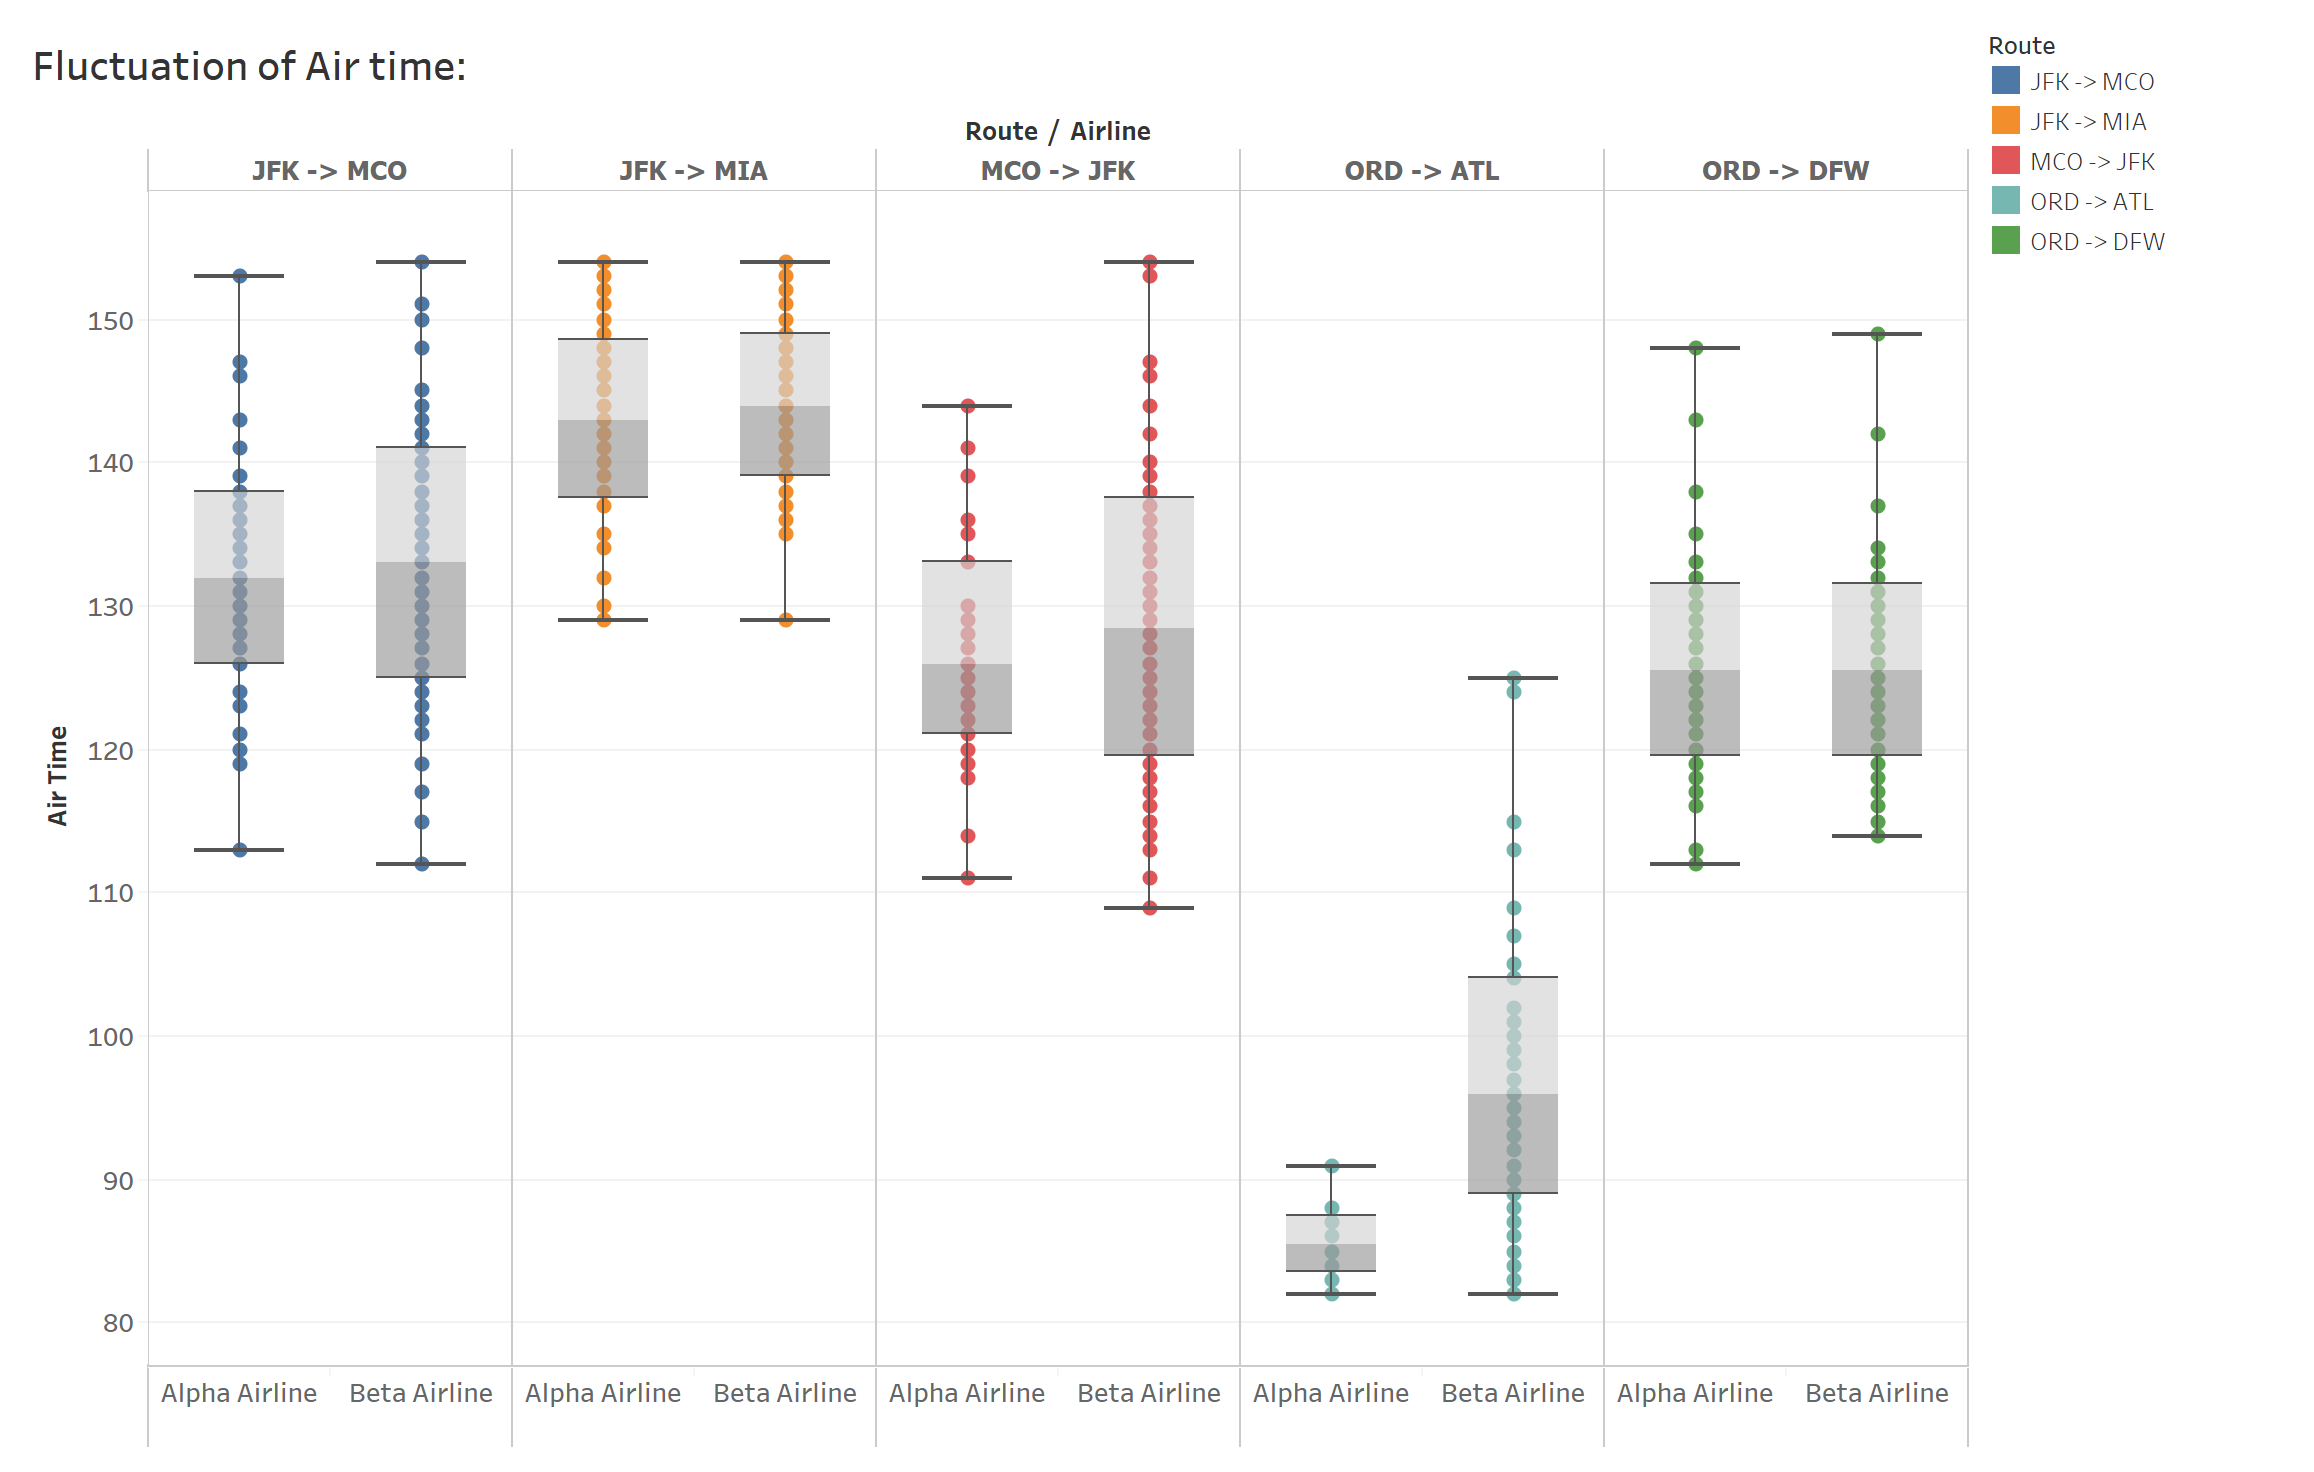 Fluctuation of Air time:
Route
JFK -> MCO
JFK -> MIA
MCO -> JFK
ORD -> ATL
ORD -> DFW
Route / Airline
JFK -> MCO JFK -> MIA MCO -> JFK ORD -> ATL ORD -> DFW
Air Time
150
140
130
120
110
100
90
80
Alpha Airline Beta Airline Alpha Airline Beta Airline Alpha Airline Beta Airline Alpha Airline Beta Airline Alpha Airline Beta Airline